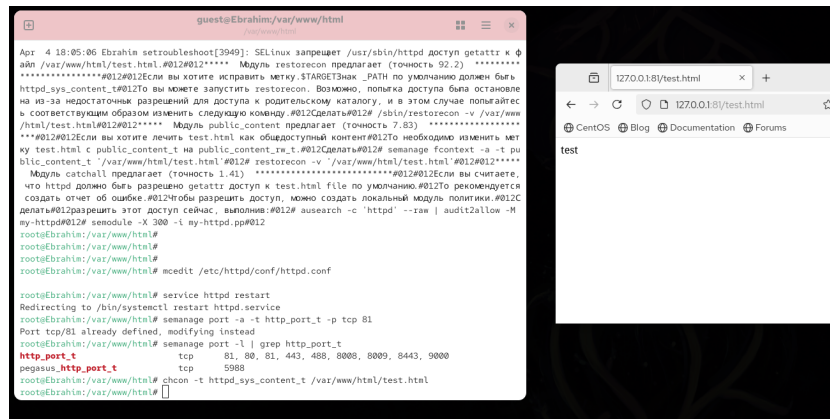 guest@Ebrahim:/var/www/html
/var/www/html
Apr  4 18:05:06 Ebrahim setroubleshoot[3949]: SELinux запрещает /usr/sbin/httpd доступ getattr к ф
айл /var/www/html/test.html.#012#012*****  Модуль restorecon предлагает (точность 92.2)  *********
****************#012#012Если вы хотите исправить метку.$TARGETЗнак _PATH по умолчанию должен быть
httpd_sys_content_t#012То вы можете запустить restorecon. Возможно, попытка доступа была остановле
на из-за недостаточных разрешений для доступа к родительскому каталогу, и в этом случае попытайтес
ь соответствующим образом изменить следующую команду.#012Сделать#012# /sbin/restorecon -v /var/www
/html/test.html#012#012*****  Модуль public_content предлагает (точность 7.83)  ******************
****#012#012Если вы хотите лечить test.html как общедоступный контент#012То необходимо изменить мет
ку test.html с public_content_t на public_content_rw_t.#012Сделать#012# semanage fcontext -a -t pu
blic_content_t '/var/www/html/test.html'#012# restorecon -v '/var/www/html/test.html'#012#012*****
  Модуль catchall предлагает (точность 1.41)  **************************#012#012Если вы считаете,
 что httpd должно быть разрешено getattr доступ к test.html file по умолчанию.#012То рекомендуется
 создать отчет об ошибке.#012Чтобы разрешить доступ, можно создать локальный модуль политики.#012С
делать#012разрешить этот доступ сейчас, выполнив:#012# ausearch -c 'httpd' --raw | audit2allow -M
my-httpd#012# semodule -X 300 -i my-httpd.pp#012
root@Ebrahim:/var/www/html#
root@Ebrahim:/var/www/html#
root@Ebrahim:/var/www/html#
root@Ebrahim:/var/www/html# mcedit /etc/httpd/conf/httpd.conf
root@Ebrahim:/var/www/html# service httpd restart
Redirecting to /bin/systemctl restart httpd.service
root@Ebrahim:/var/www/html# semanage port -a -t http_port_t -p tcp 81
Port tcp/81 already defined, modifying instead
root@Ebrahim:/var/www/html# semanage port -l | grep http_port_t
http_port_t                    tcp      81, 80, 81, 443, 488, 8008, 8009, 8443, 9000
pegasus_http_port_t            tcp      5988
root@Ebrahim:/var/www/html# chcon -t httpd_sys_content_t /var/www/html/test.html
root@Ebrahim:/var/www/html#
127.0.0.1:81/test.html
127.0.0.1:81/test.html
CentOS Blog Documentation Forums
test